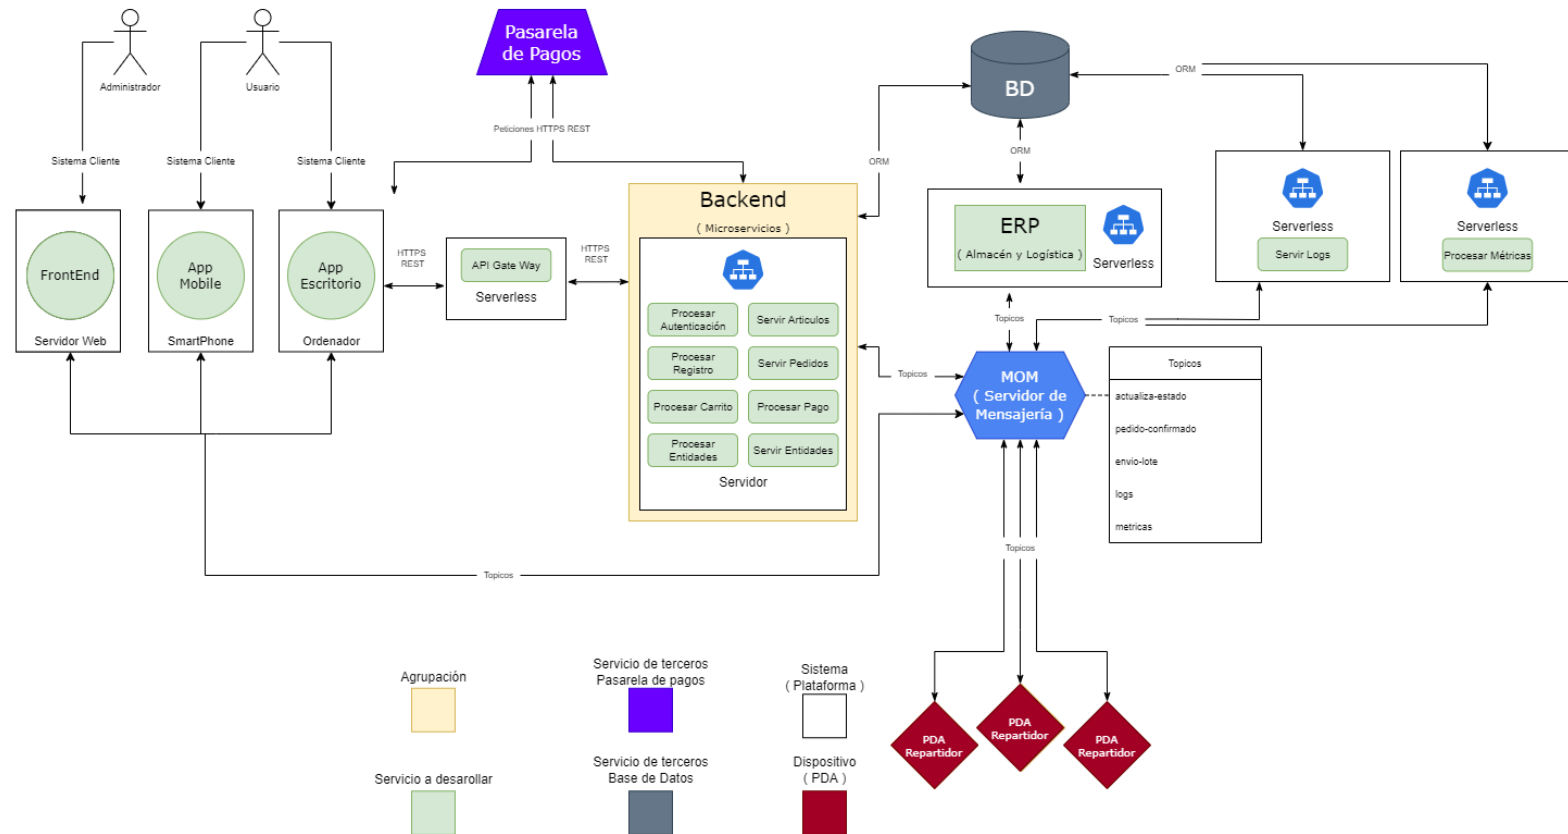 Administrador
Usuario
Pasarela
de Pagos
BD
ORM
Peticiones HTTPS REST
Sistema Cliente
Sistema Cliente
Sistema Cliente
ORM
ORM
FrontEnd
Servidor Web
App
Mobile
SmartPhone
App
Escritorio
Ordenador
HTTPS
REST
API Gate Way
Serverless
HTTPS
REST
Backend
( Microservicios )
Procesar
Autenticación
Servir Articulos
Procesar
Registro
Servir Pedidos
Procesar Carrito
Procesar Pago
Procesar
Entidades
Servir Entidades
Servidor
ERP
( Almacén y Logística )
Serverless
Serverless
Servir Logs
Serverless
Procesar Métricas
Topicos
Topicos
Topicos
MOM
( Servidor de
Mensajería )
Topicos
actualiza-estado
pedido-confirmado
envio-lote
logs
metricas
Topicos
Topicos
PDA
Repartidor
PDA
Repartidor
PDA
Repartidor
Agrupación
Servicio de terceros
Pasarela de pagos
Sistema
( Plataforma )
Servicio a desarollar
Servicio de terceros
Base de Datos
Dispositivo
( PDA )